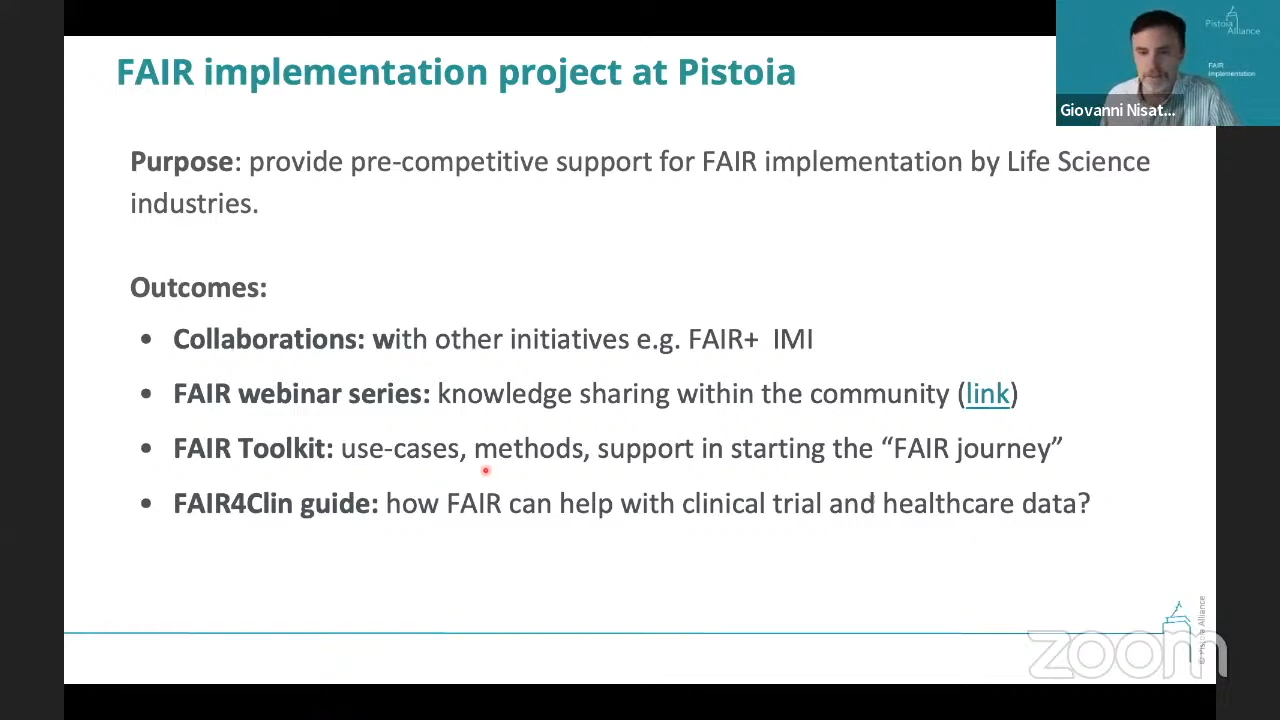 FAIR implementation project at Pistoia
Pistoia
Alliance
FAIR
implementation
Giovanni Nisat...
Purpose: provide pre-competitive support for FAIR implementation by Life Science
industries.
Outcomes:
• Collaborations: with other initiatives e.g. FAIR+ IMI
• FAIR webinar series: knowledge sharing within the community (link)
• FAIR Toolkit: use-cases, methods, support in starting the “FAIR journey”
• FAIR4Clin guide: how FAIR can help with clinical trial and healthcare data?
© Pistoia Alliance
zoom